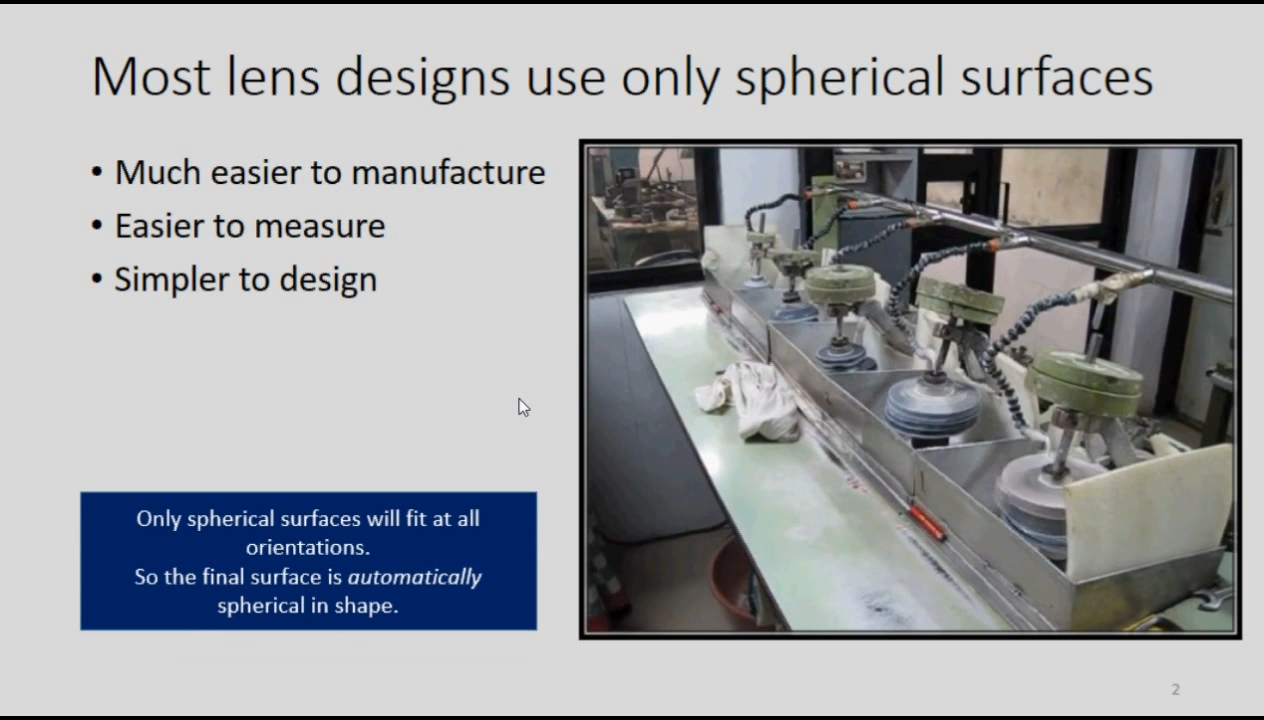 Most lens designs use only spherical surfaces
• Much easier to manufacture
• Easier to measure
• Simpler to design
Only spherical surfaces will fit at all
orientations.
So the final surface is automatically
spherical in shape.
2